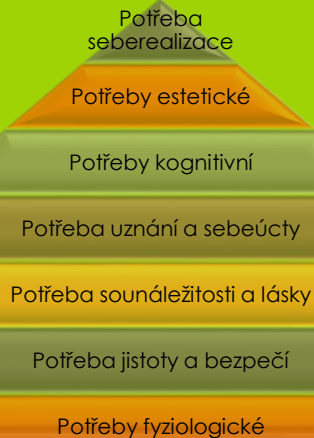 Potřeba
seberealizace
Potřeby estetické
Potřeby kognitivní
Potřeba uznání a sebeúcty
Potřeba sounáležitosti a lásky
Potřeba jistoty a bezpečí
Potřeby fyziologické